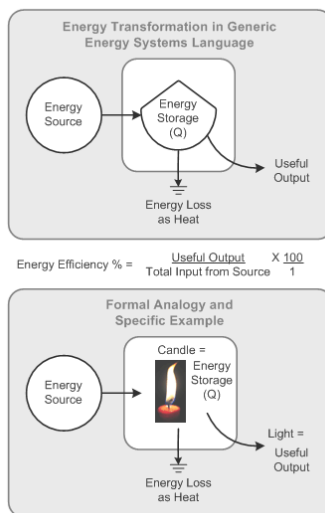 Energy Transformation in Generic
Energy Systems Language
Energy
Source
Energy
Storage
(Q)
Useful
Output
Energy Loss
as Heat
Energy Efficiency % = Useful Output X 100
Total Input from Source 1
Formal Analogy and
Specific Example
Candle =
Energy
Storage
(Q)
Energy
Source
Light =
Useful
Output
Energy Loss
as Heat